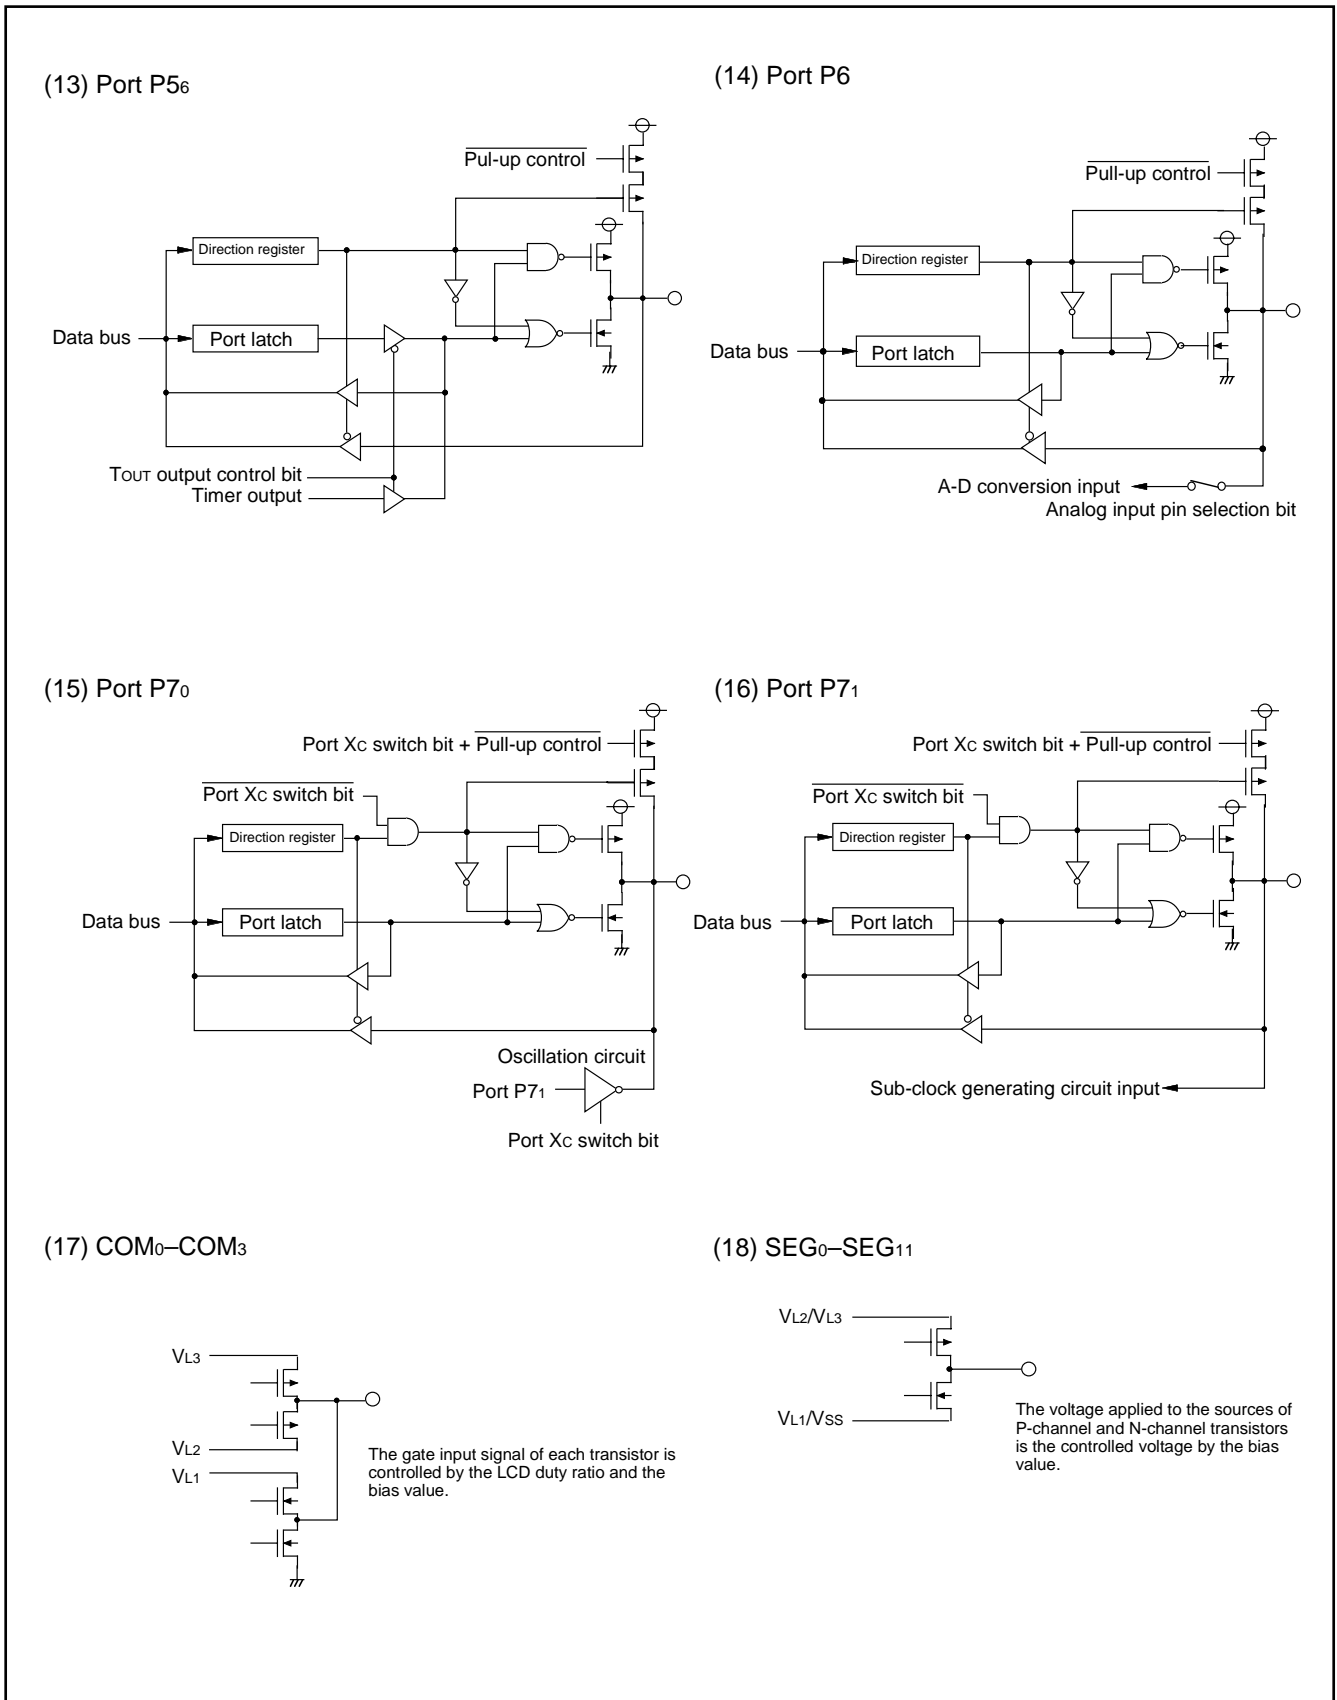 (13) Port P56
Pul-up control
Direction register
Data bus
Port latch
TOUT output control bit
Timer output
(14) Port P6
Pull-up control
Direction register
Data bus
Port latch
A-D conversion input
Analog input pin selection bit
(15) Port P70
Port XC switch bit + Pull-up control
Port XC switch bit
Direction register
Data bus
Port latch
Oscillation circuit
Port P71
Port XC switch bit
(16) Port P71
Port XC switch bit + Pull-up control
Port XC switch bit
Direction register
Data bus
Port latch
Sub-clock generating circuit input
(17) COM0–COM3
VL3
VL2
VL1
The gate input signal of each transistor is
controlled by the LCD duty ratio and the
bias value.
(18) SEG0–SEG11
VL2/VL3
VL1/VSS
The voltage applied to the sources of
P-channel and N-channel transistors
is the controlled voltage by the bias
value.